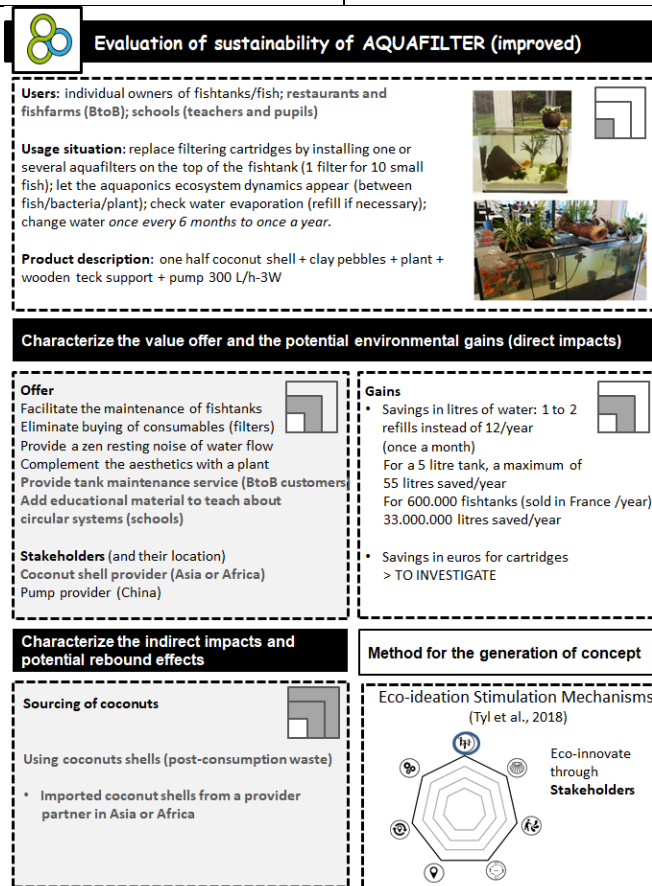 Evaluation of sustainability of AQUAFILTER (improved)
Users: individual owners of fishtanks/fish; restaurants and
fishfarms (BtoB); schools (teachers and pupils)
Usage situation: replace filtering cartridges by installing one or
several aquafilters on the top of the fishtank (1 filter for 10 small
fish); let the aquaponics ecosystem dynamics appear (between
fish/bacteria/plant); check water evaporation (refill if necessary);
change water once every 6 months to once a year.
Product description: one half coconut shell + clay pebbles + plant +
wooden teck support + pump 300 L/h-3W
Characterize the value offer and the potential environmental gains (direct impacts)
Offer
Facilitate the maintenance of fishtanks
Eliminate buying of consumables (filters)
Provide a zen resting noise of water flow
Complement the aesthetics with a plant
Provide tank maintenance service (BtoB customers)
Add educational material to teach about
circular systems (schools)
Stakeholders (and their location)
Coconut shell provider (Asia or Africa)
Pump provider (China)
Gains
• Savings in litres of water: 1 to 2
refills instead of 12/year
(once a month)
For a 5 litre tank, a maximum of
55 litres saved/year
For 600.000 fishtanks (sold in France /year)
33.000.000 litres saved/year
• Savings in euros for cartridges
> TO INVESTIGATE
Characterize the indirect impacts and
potential rebound effects
Sourcing of coconuts
Using coconuts shells (post-consumption waste)
• Imported coconut shells from a provider
partner in Asia or Africa
Method for the generation of concept
Eco-ideation Stimulation Mechanisms
(Tyl et al., 2018)
Eco-innovate
through
Stakeholders